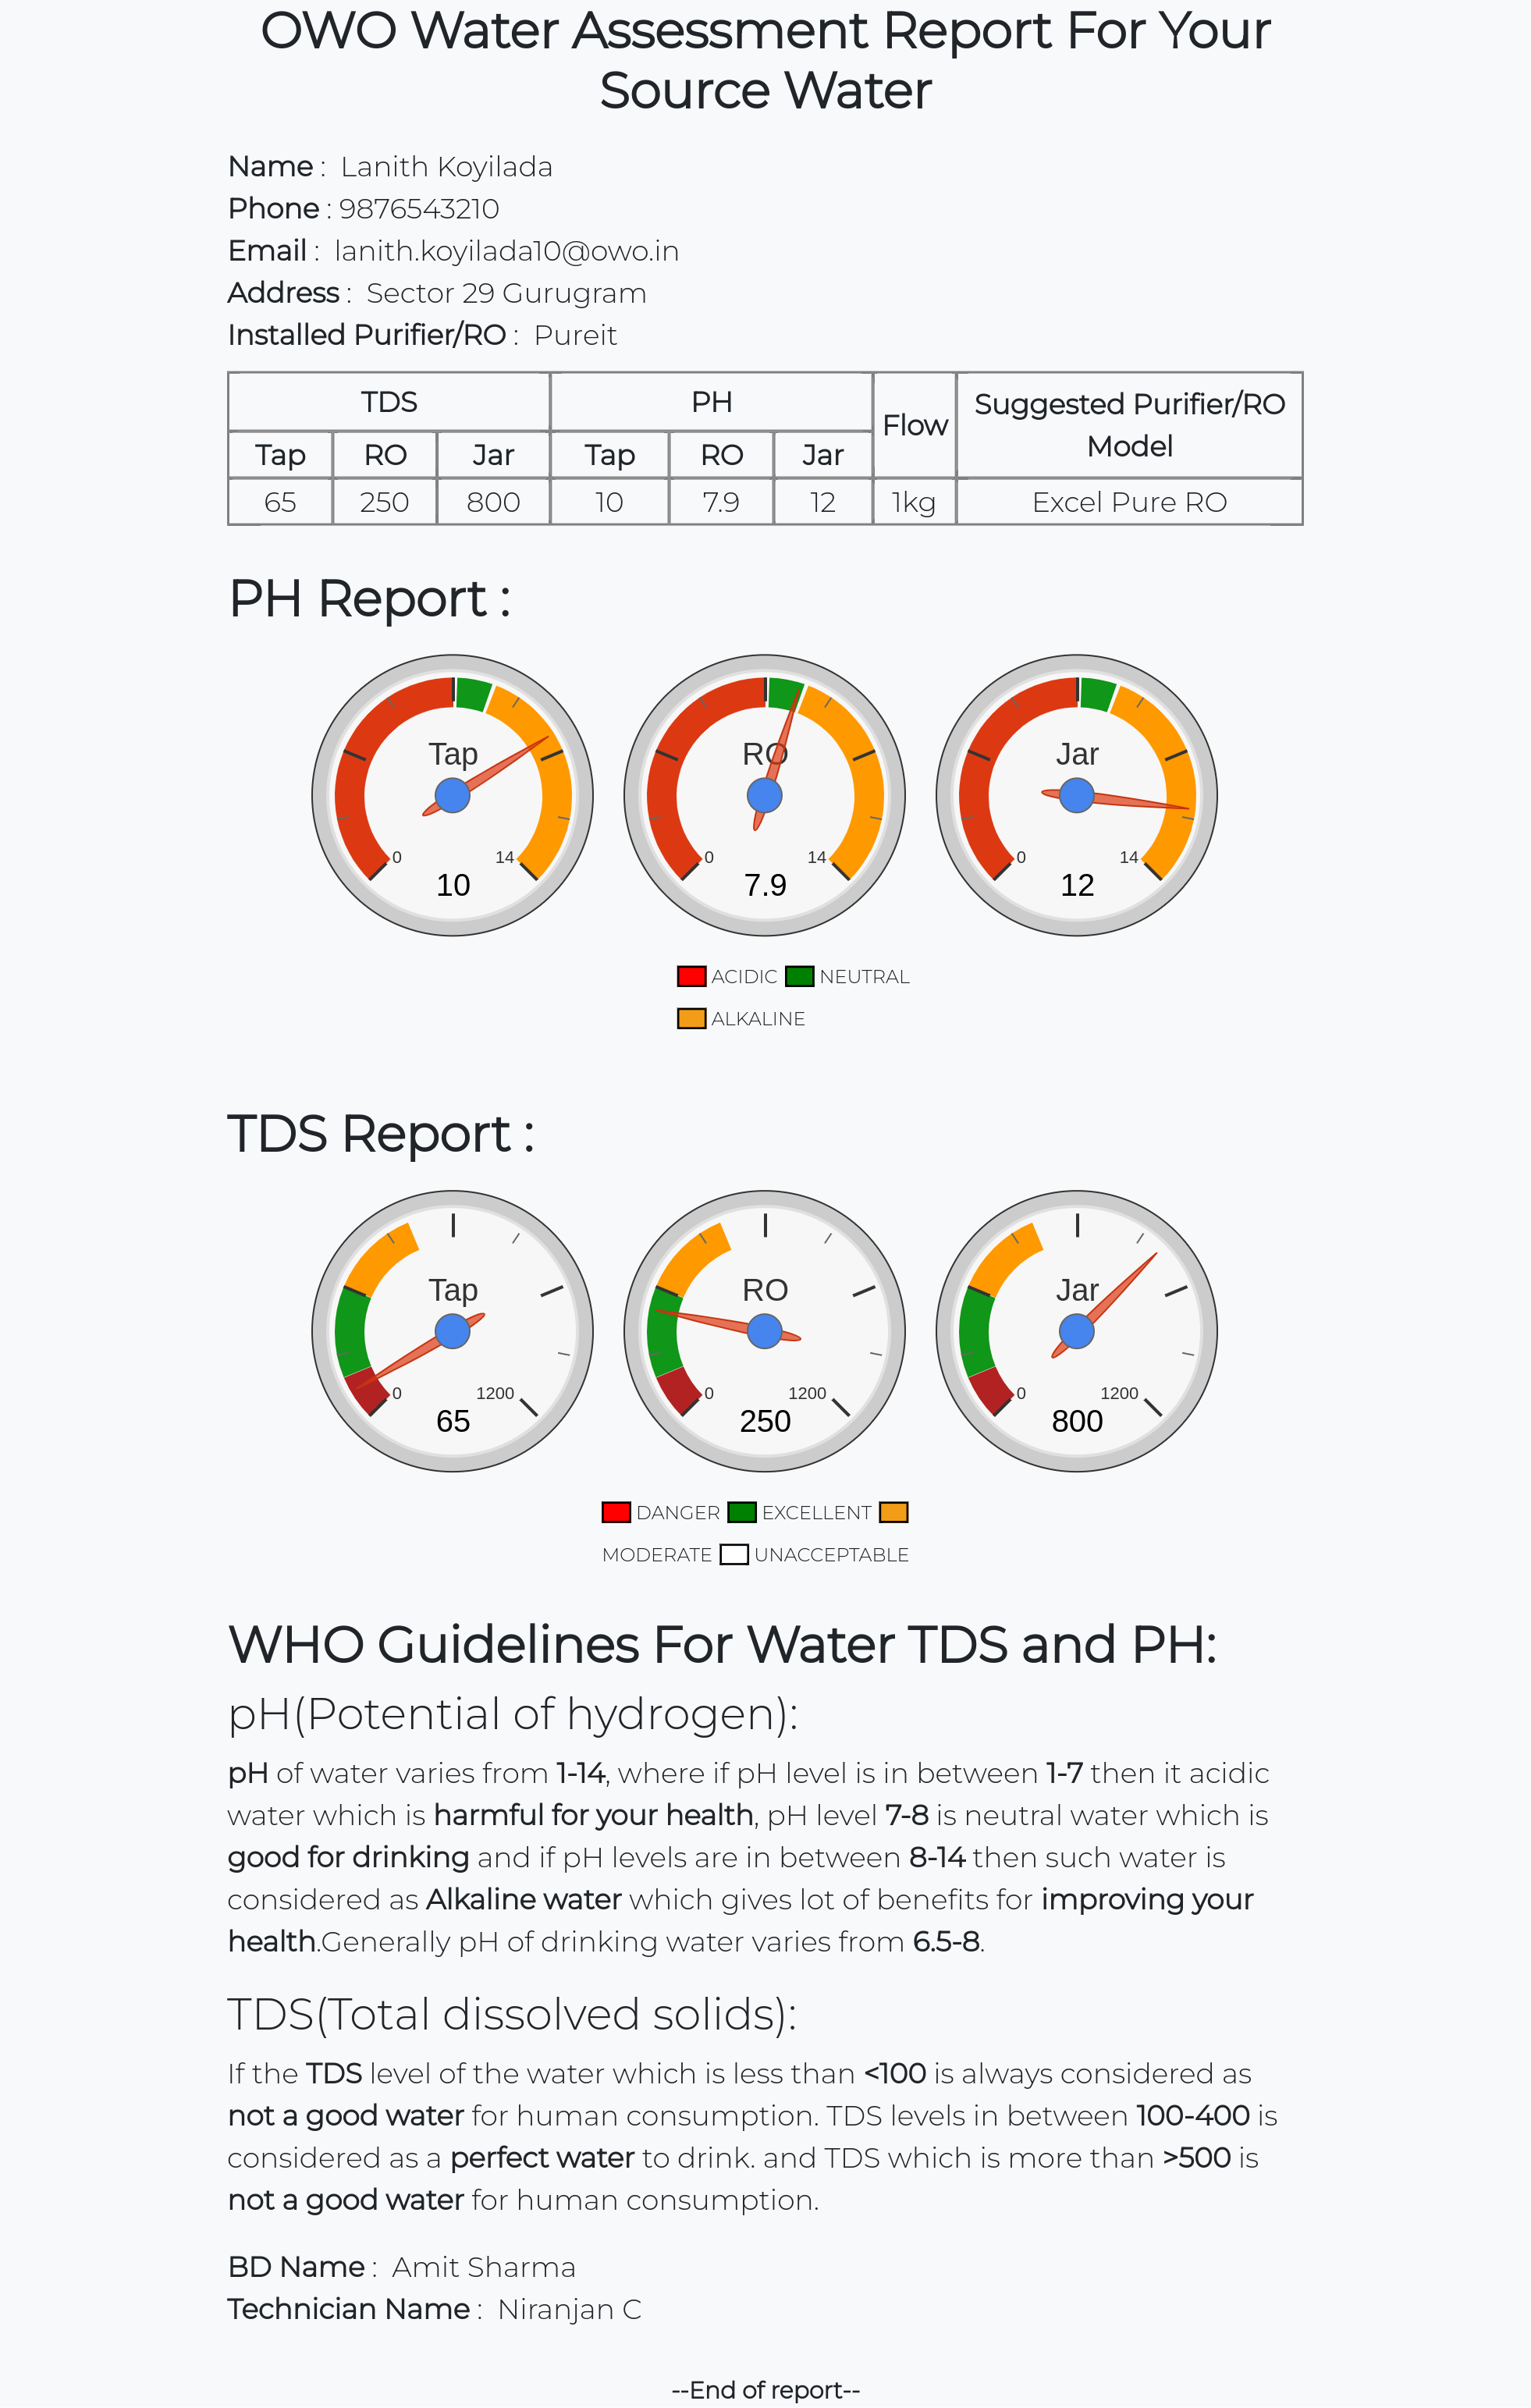 OWO Water Assessment Report For Your
Source Water
Name :  Lanith Koyilada
Phone : 9876543210
Email :  lanith.koyilada10@owo.in
Address :  Sector 29 Gurugram
Installed Purifier/RO :  Pureit
TDS PH Flow Suggested Purifier/RO Model
Tap RO Jar Tap RO Jar
65 250 800 10 7.9 12 1kg Excel Pure RO
PH Report :
Tap RO Jar
0 14 0 14 0 14
10 7.9 12
ACIDIC NEUTRAL
ALKALINE
TDS Report :
Tap RO Jar
0 1200 0 1200 0 1200
65 250 800
DANGER EXCELLENT
MODERATE UNACCEPTABLE
WHO Guidelines For Water TDS and PH:
pH(Potential of hydrogen):
pH of water varies from 1-14, where if pH level is in between 1-7 then it acidic
water which is harmful for your health, pH level 7-8 is neutral water which is
good for drinking and if pH levels are in between 8-14 then such water is
considered as Alkaline water which gives lot of benefits for improving your
health.Generally pH of drinking water varies from 6.5-8.
TDS(Total dissolved solids):
If the TDS level of the water which is less than <100 is always considered as
not a good water for human consumption. TDS levels in between 100-400 is
considered as a perfect water to drink. and TDS which is more than >500 is
not a good water for human consumption.
BD Name :  Amit Sharma
Technician Name :  Niranjan C
--End of report--